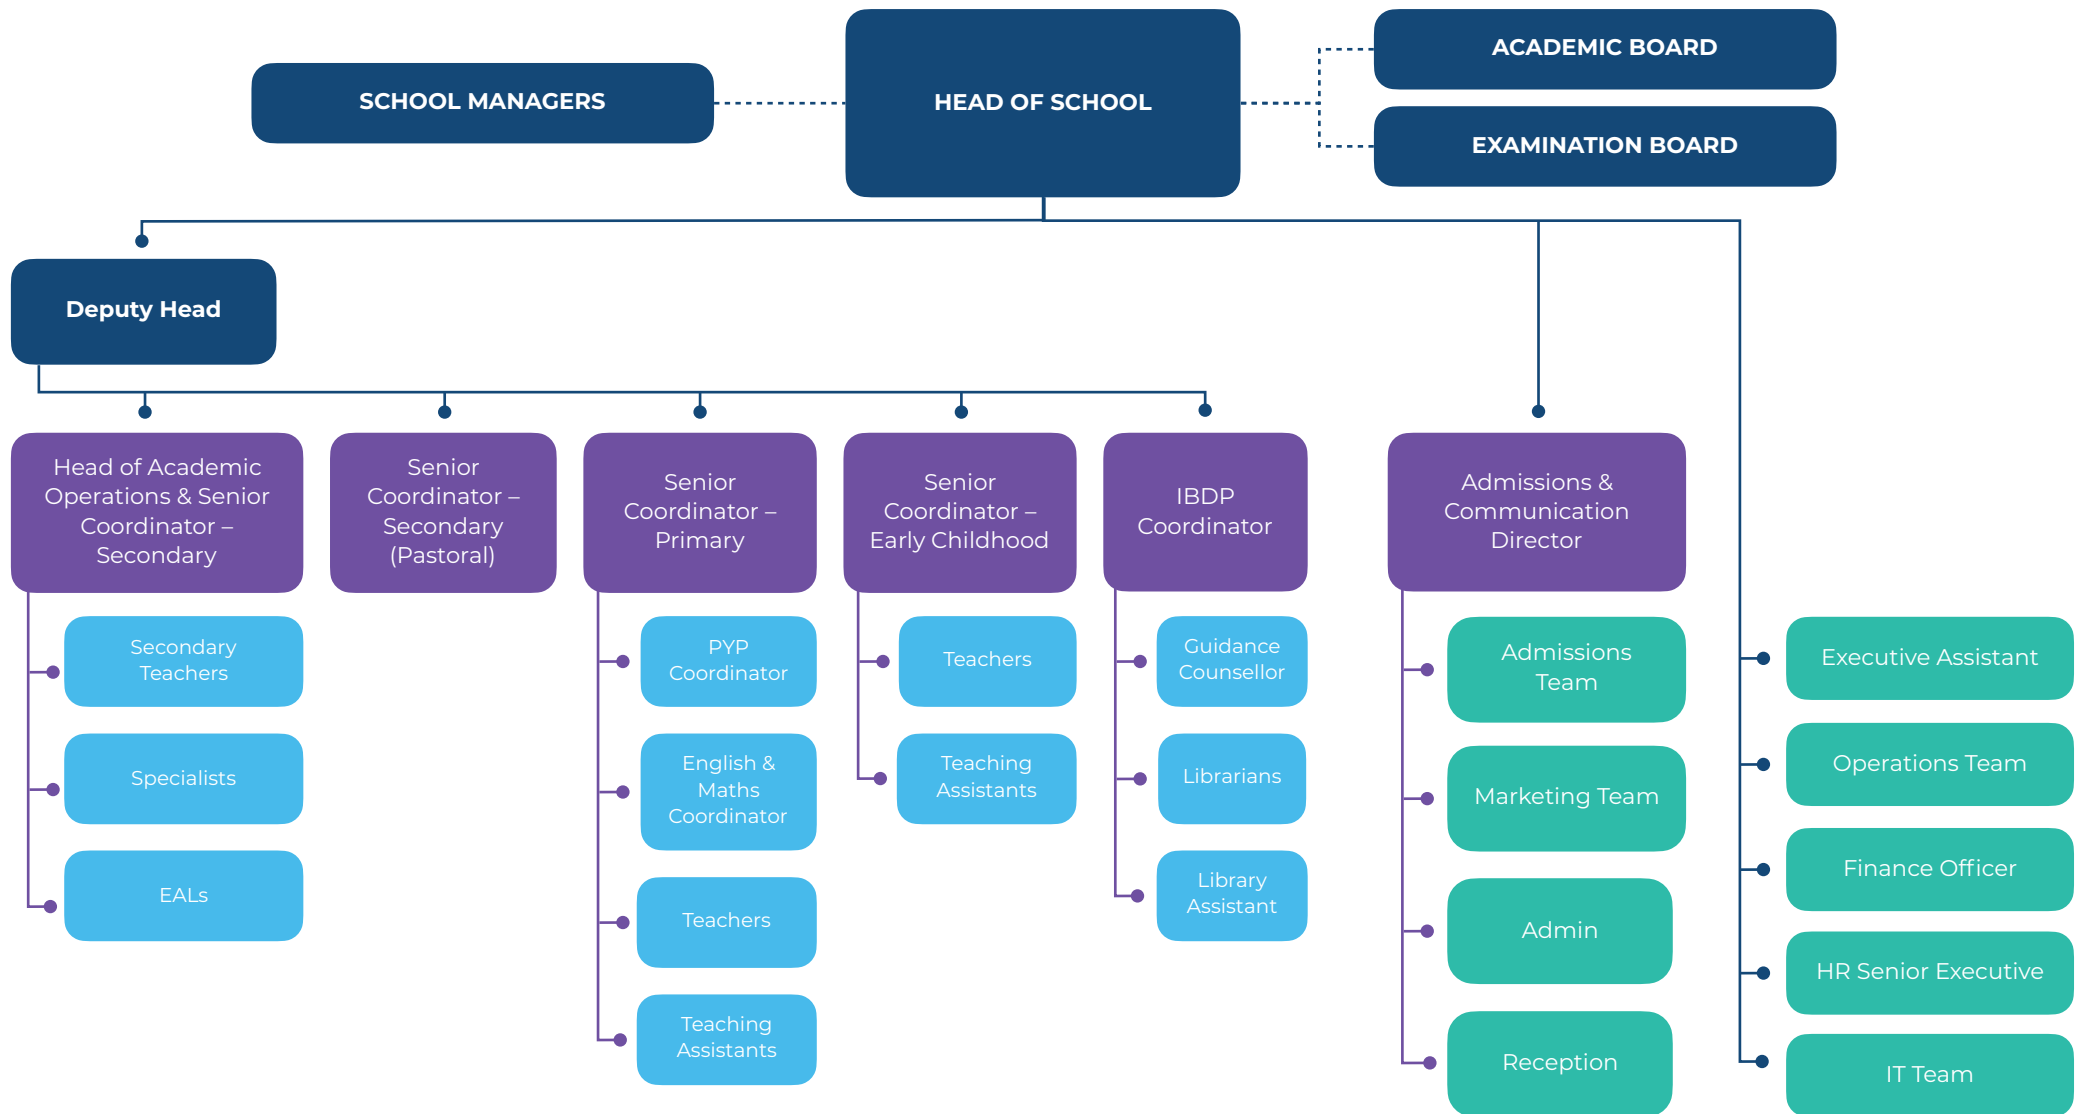 SCHOOL MANAGERS
HEAD OF SCHOOL
ACADEMIC BOARD
EXAMINATION BOARD
Deputy Head
Head of Academic
Operations & Senior
Coordinator –
Secondary
Senior
Coordinator –
Secondary
(Pastoral)
Senior
Coordinator –
Primary
Senior
Coordinator –
Early Childhood
IBDP
Coordinator
Admissions &
Communication
Director
Secondary
Teachers
Specialists
EALs
PYP
Coordinator
English &
Maths
Coordinator
Teachers
Teaching
Assistants
Teachers
Teaching
Assistants
Guidance
Counsellor
Librarians
Library
Assistant
Admissions
Team
Marketing Team
Admin
Reception
Executive Assistant
Operations Team
Finance Officer
HR Senior Executive
IT Team